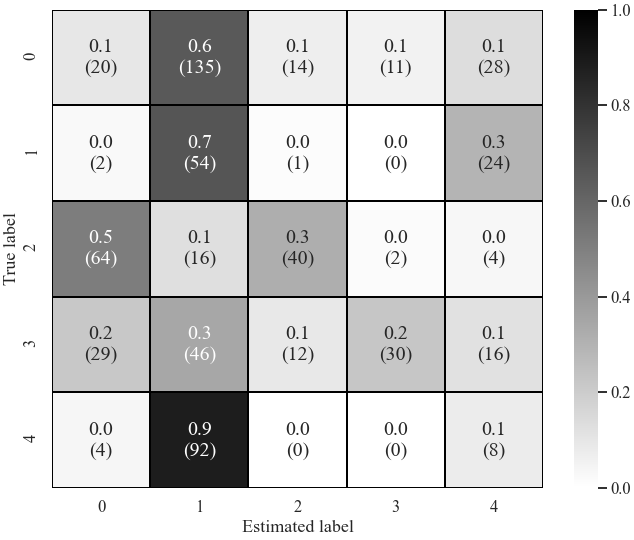 0.1 0.6 0.1 0.1 0.1
0 (20) (135) (14) (11) (28)
0.0 0.7 0.0 0.0 0.3
1 (2) (54) (1) (0) (24)
0.5 0.1 0.3 0.0 0.0
2 (64) (16) (40) (2) (4)
0.2 0.3 0.1 0.2 0.1
3 (29) (46) (12) (30) (16)
0.0 0.9 0.0 0.0 0.1
4 (4) (92) (0) (0) (8)
0 1 2 3 4
Estimated label
True label
1.0
0.8
0.6
0.4
0.2
0.0